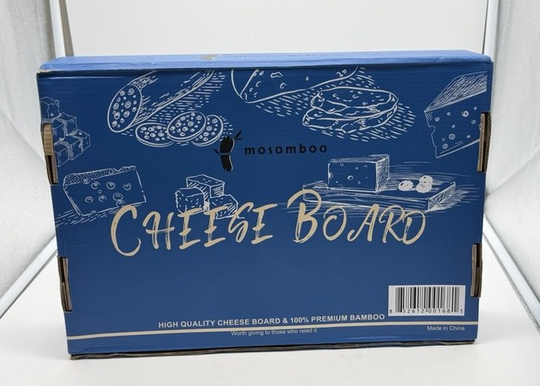 mosomboo
CHEESE BOARD
HIGH QUALITY CHEESE BOARD & 100% PREMIUM BAMBOO
Worth giving to those who need it
Made in China